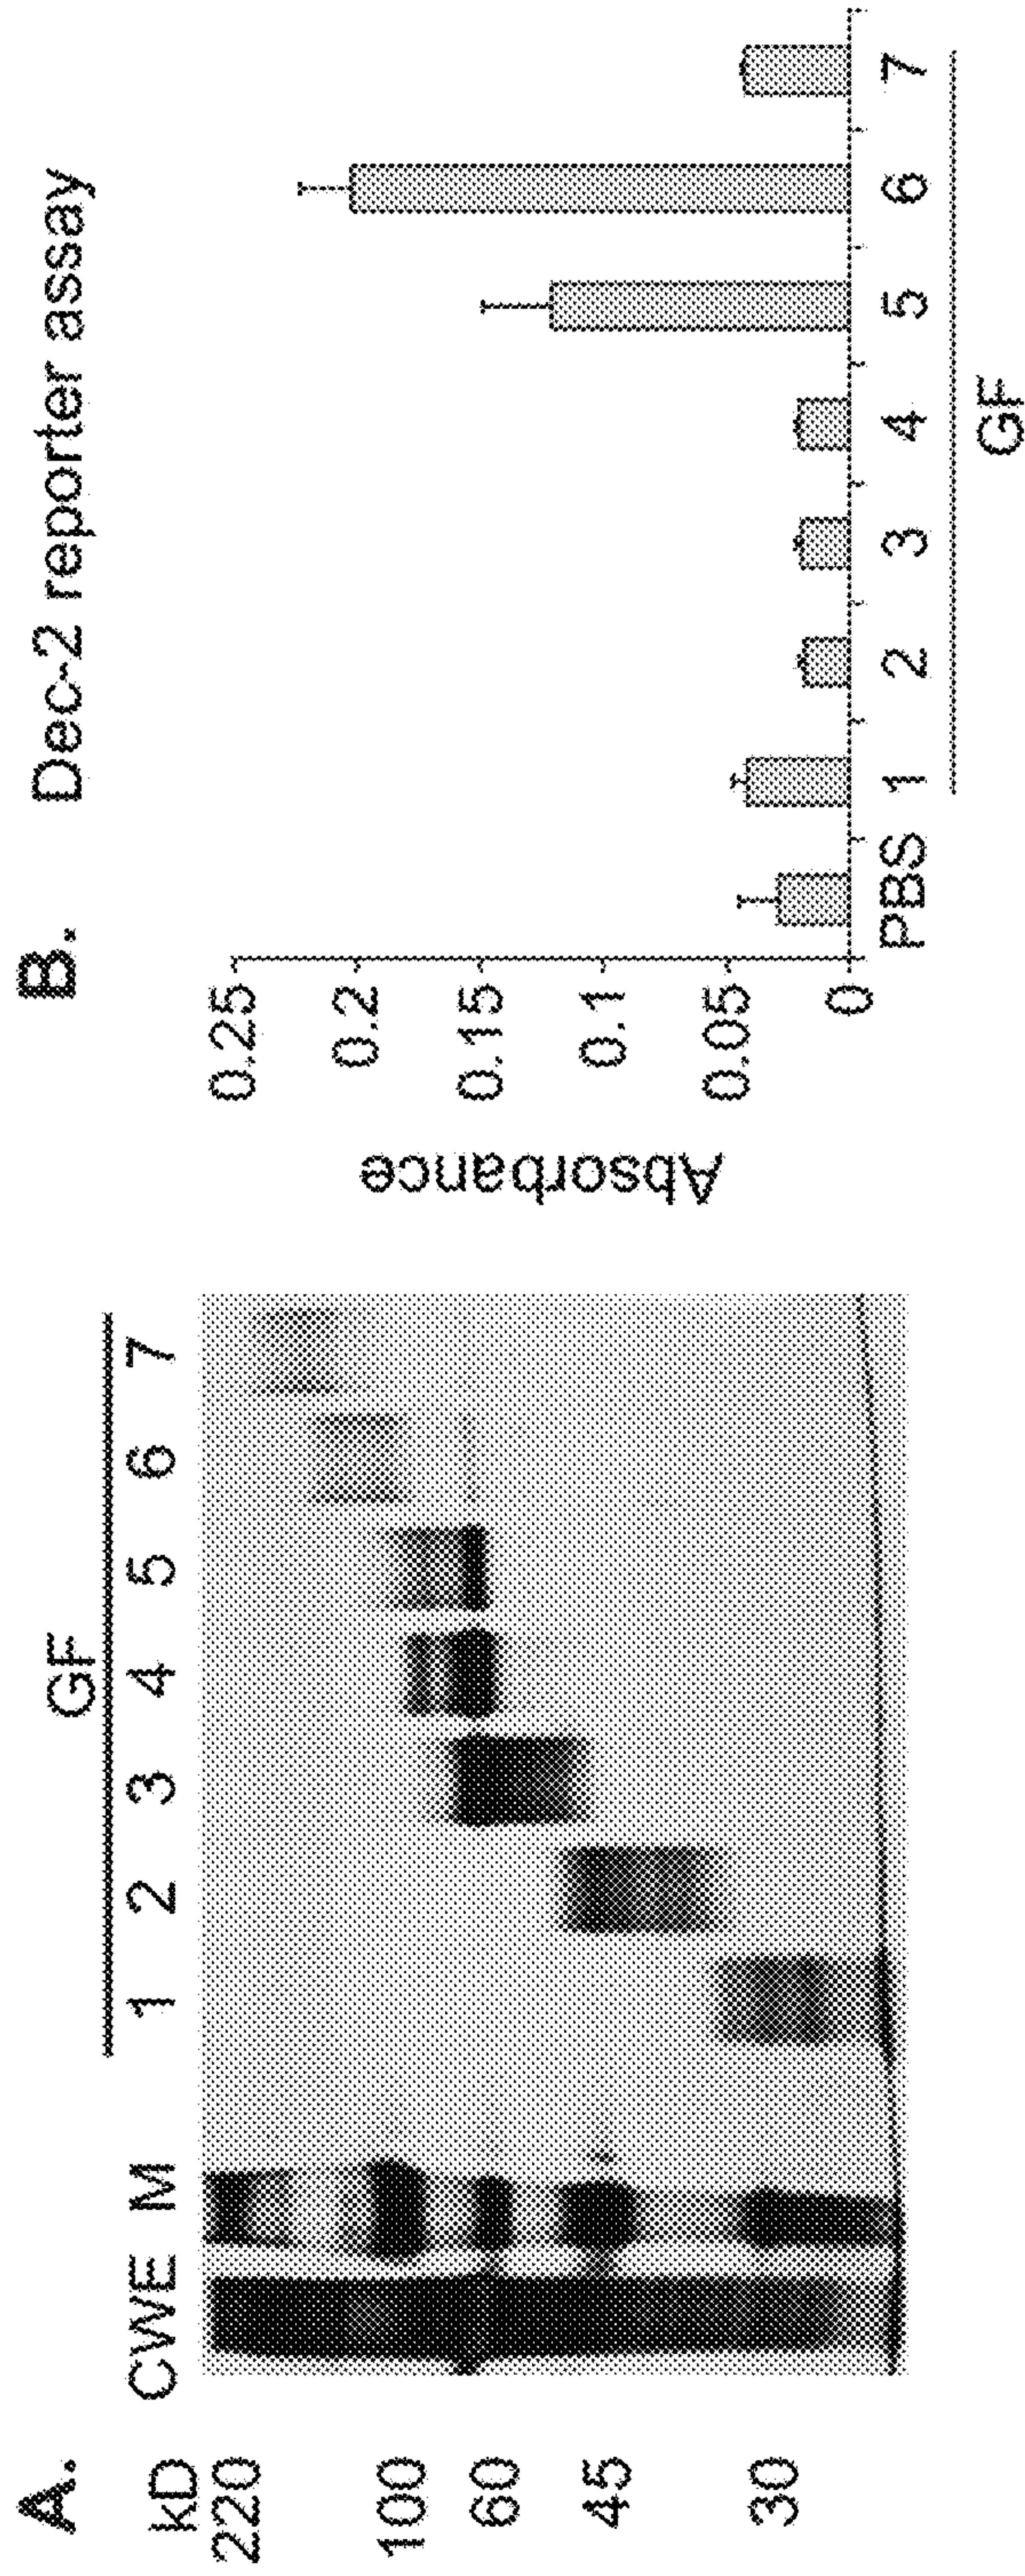 A.
GF
kD CWE M 1 2 3 4 5 6 7
220
100
60
45
30
B. Dec-2 reporter assay
Absorbance
0.25
0.2
0.15
0.1
0.05
0
PBS 1 2 3 4 5 6 7
GF